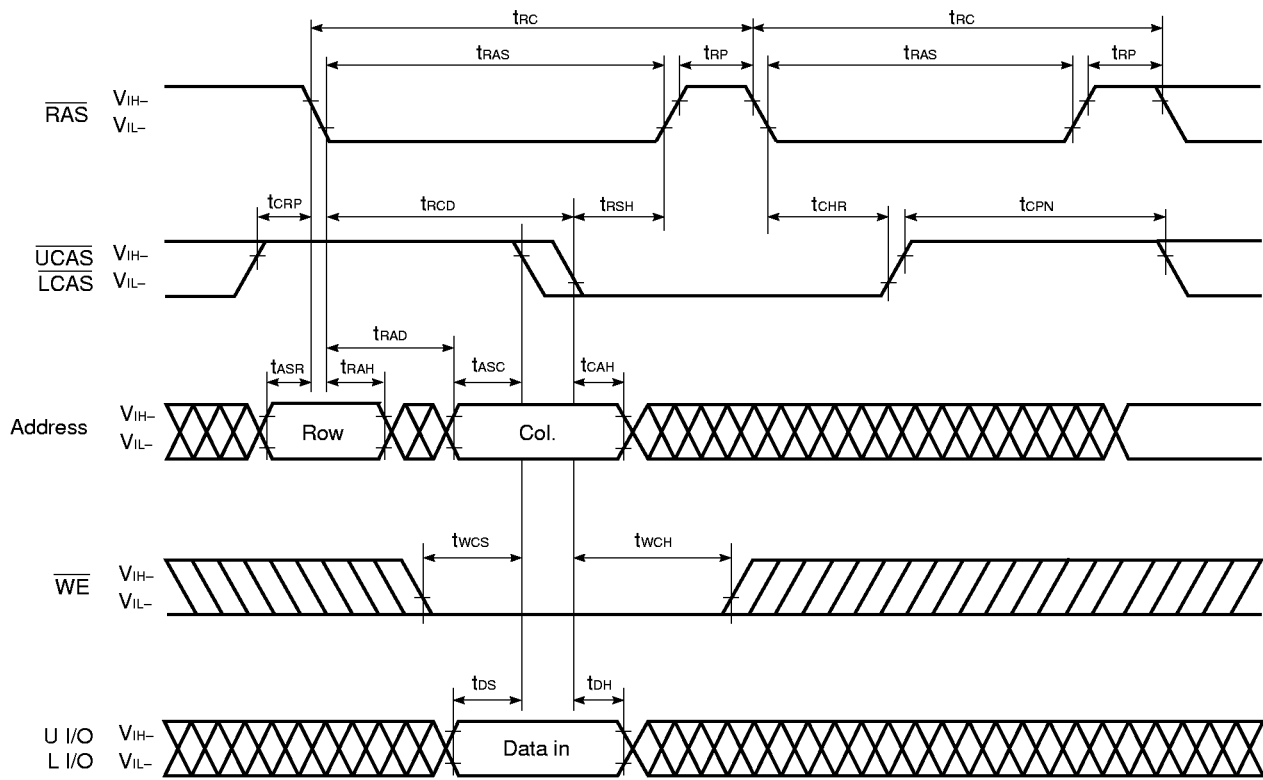 tRC tRC
tRAS tRP tRAS tRP
RAS VIH– VIL–
tCRP tRCD tRSH tCHR tCPN
UCAS VIH–
LCAS VIL–
tRAD
tASR tRAH tASC tCAH
Address VIH– VIL– Row Col.
tWCS tWCH
WE VIH– VIL–
tDS tDH
U I/O VIH–
L I/O VIL– Data in